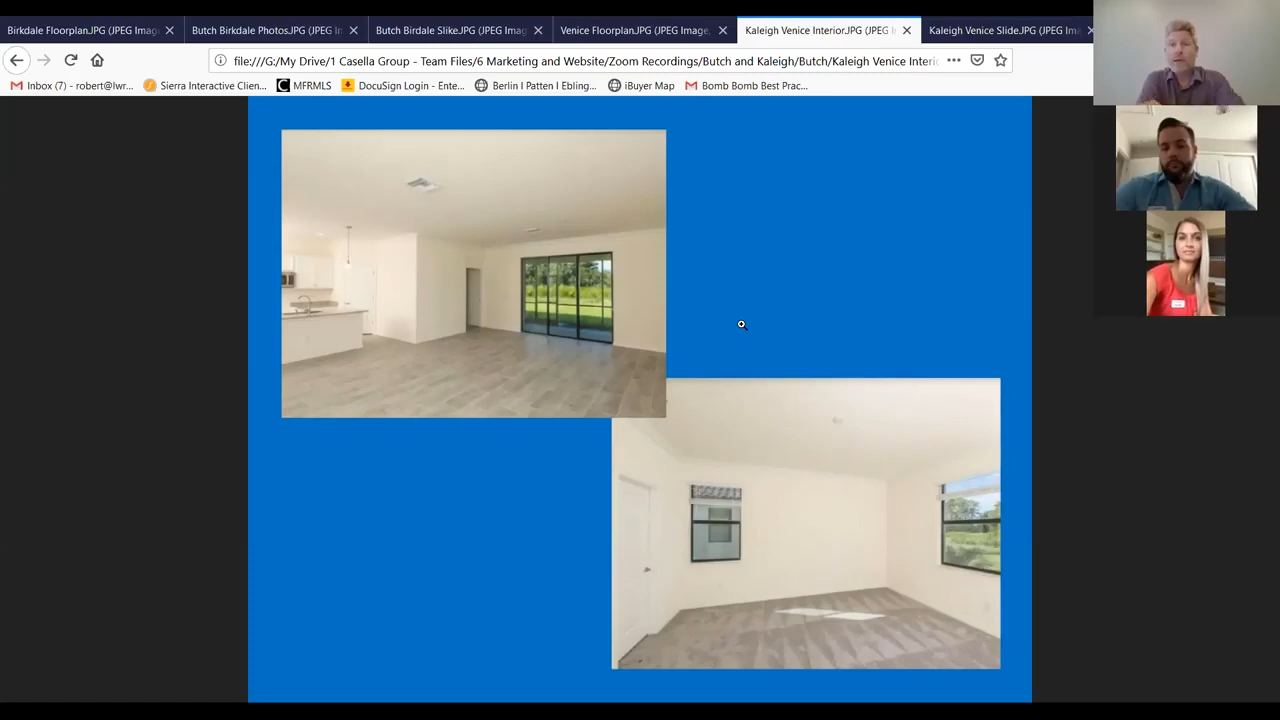 Birkdale Floorplan.JPG (JPEG Imag
Butch Birkdale Photos.JPG (JPEG In
Butch Birdale Slike.JPG (JPEG Imag
Venice Floorplan.JPG (JPEG Image,
Kaleigh Venice Interior.JPG (JPEG I
Kaleigh Venice Slide.JPG (JPEG Ima
file:///G:/My Drive/1 Casella Group - Team Files/6 Marketing and Website/Zoom Recordings/Butch and Kaleigh/Butch/Kaleigh Venice Interic
Inbox (7) - robert@lwr...
Sierra Interactive Clien...
MFRMLS
DocuSign Login - Ente...
Berlin I Patten I Ebling...
iBuyer Map
Bomb Bomb Best Prac...